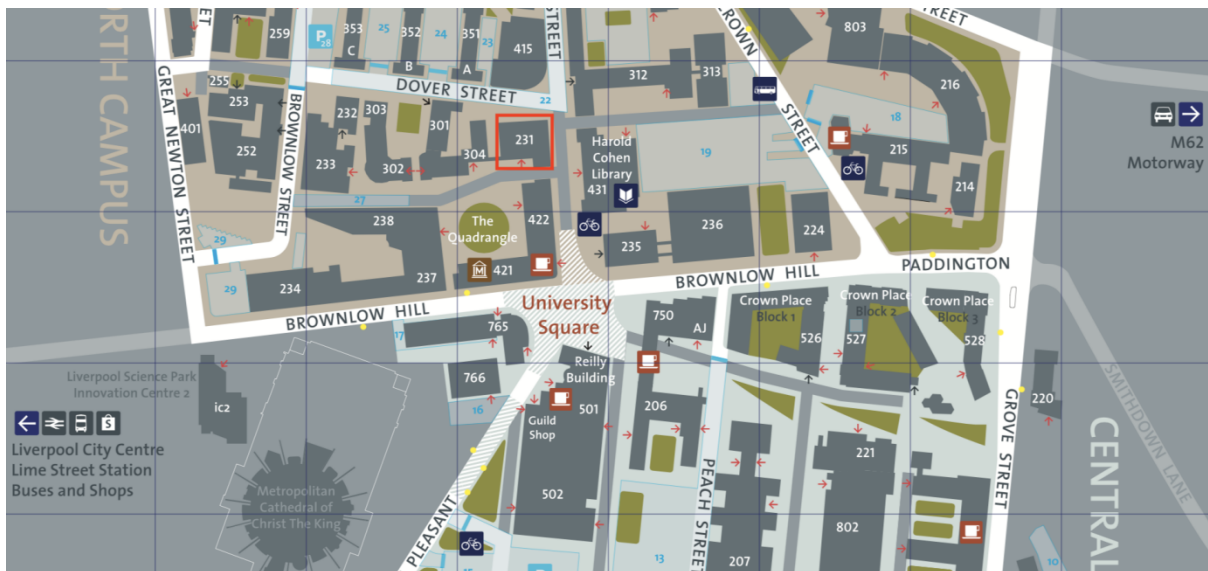 ORTH CAMPUS
GREAT NEWTON STREET
BROWNLOW STREET
DOVER STREET
STREET
CROWN
STREET
STREET
259
P
28
353
C
25
352
B
24
351
A
23
415
22
312
313
803
216
18
215
214
255
253
401
252
232
233
303
301
302
304
231
Harold
Cohen
Library
431
19
27
238
The
Quadrangle
422
M
421
235
236
224
29
29
234
237
BROWNLOW HILL
BROWNLOW HILL
PADDINGTON
University
Square
M62
Motorway
17
765
766
16
750
AJ
Reilly
Building
501
Guild
Shop
502
206
Crown Place
Block 1
526
Crown Place
Block 2
527
Crown Place
Block 3
528
220
221
802
207
13
10
PEACH STREET
GROVE STREET
SMITHDOWN LANE
CENTRAL
PLEASANT
Liverpool Science Park
Innovation Centre 2
ic2
Liverpool City Centre
Lime Street Station
Buses and Shops
S
Metropolitan
Cathedral of
Christ The King